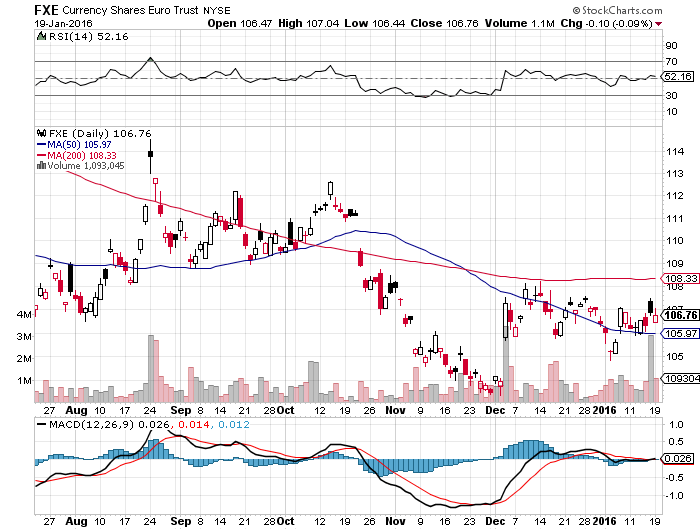 FXE Currency Shares Euro Trust NYSE
© StockCharts.com
19-Jan-2016
Open 106.47 High 107.04 Low 106.44 Close 106.76 Volume 1.1M Chg -0.10 (-0.09%)
RSI(14) 52.16
90
70
52.16
30
10
FXE (Daily) 106.76
MA(50) 105.97
MA(200) 108.33
Volume 1,093,045
114
113
112
111
110
109
108.33
108
107
106.76
105.97
105
104
1093045
4M
3M
2M
1M
27 Aug 10 17 24 Sep 8 14 21 28 Oct 12 19 26 Nov 9 16 23 Dec 7 14 21 28 2016 11 19
MACD(12,26,9) 0.026, 0.014, 0.012
1.0
0.5
0.026
-0.5
-1.0
27 Aug 10 17 24 Sep 8 14 21 28 Oct 12 19 26 Nov 9 16 23 Dec 7 14 21 28 2016 11 19